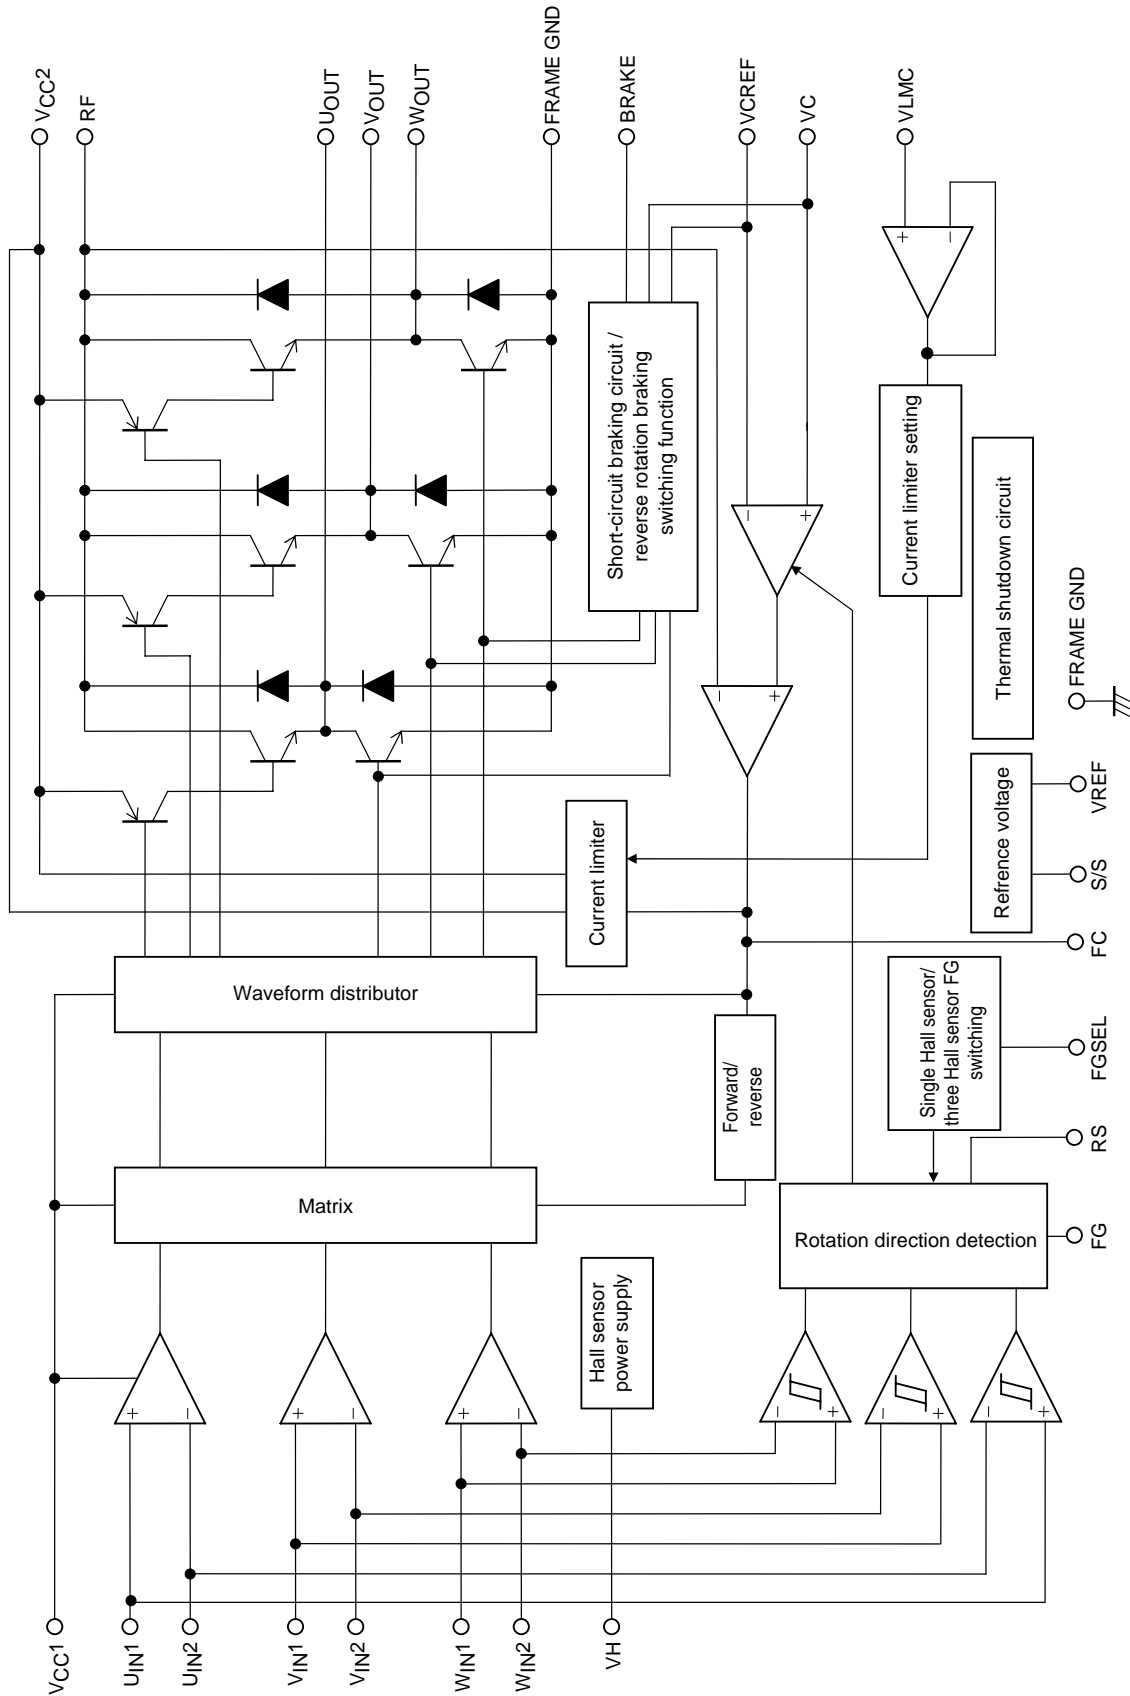 VCC2
RF
UOUT
VOUT
WOUT
FRAME GND
BRAKE
VCREF
VC
VLMC
Short-circuit braking circuit /
reverse rotation braking
switching function
+
−
−
+
−
+
Current limiter setting
Thermal shutdown circuit
FRAME GND
Current limiter
Refrence voltage
VREF
S/S
FC
Waveform distributor
Forward/
reverse
Single Hall sensor/
three Hall sensor FG
switching
FGSEL
RS
Matrix
Rotation direction detection
FG
Hall sensor
power supply
+
−
+
−
+
−
−
+
−
+
−
+
VCC1
UIN1
UIN2
VIN1
VIN2
WIN1
WIN2
VH